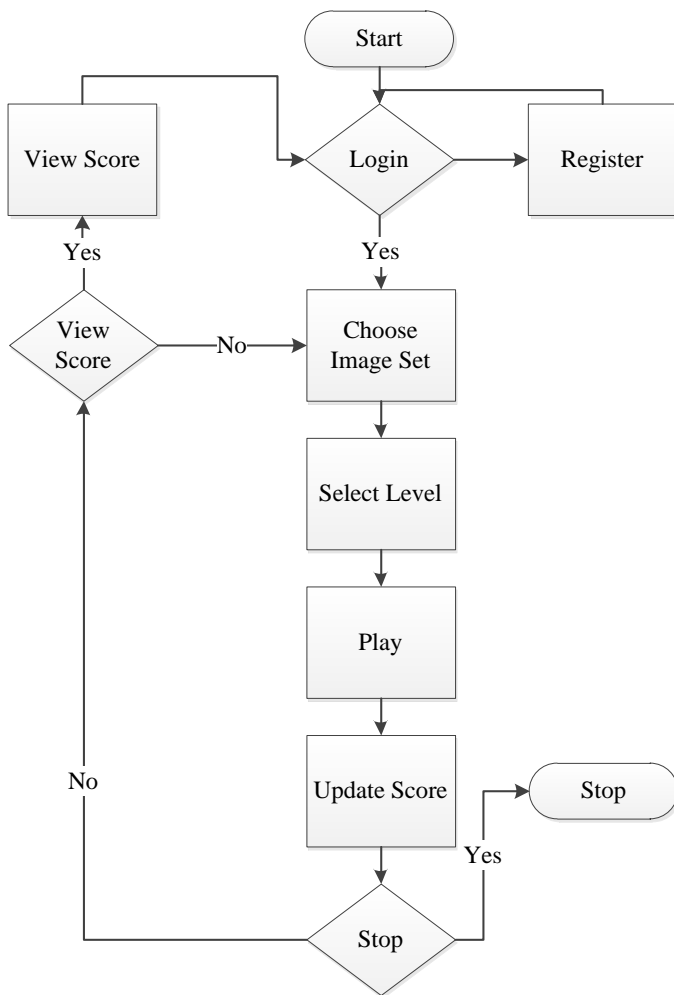 Start
View Score
Login
Register
Yes
Yes
View
Score
No
Choose
Image Set
Select Level
Play
No
Update Score
Stop
Yes
Stop